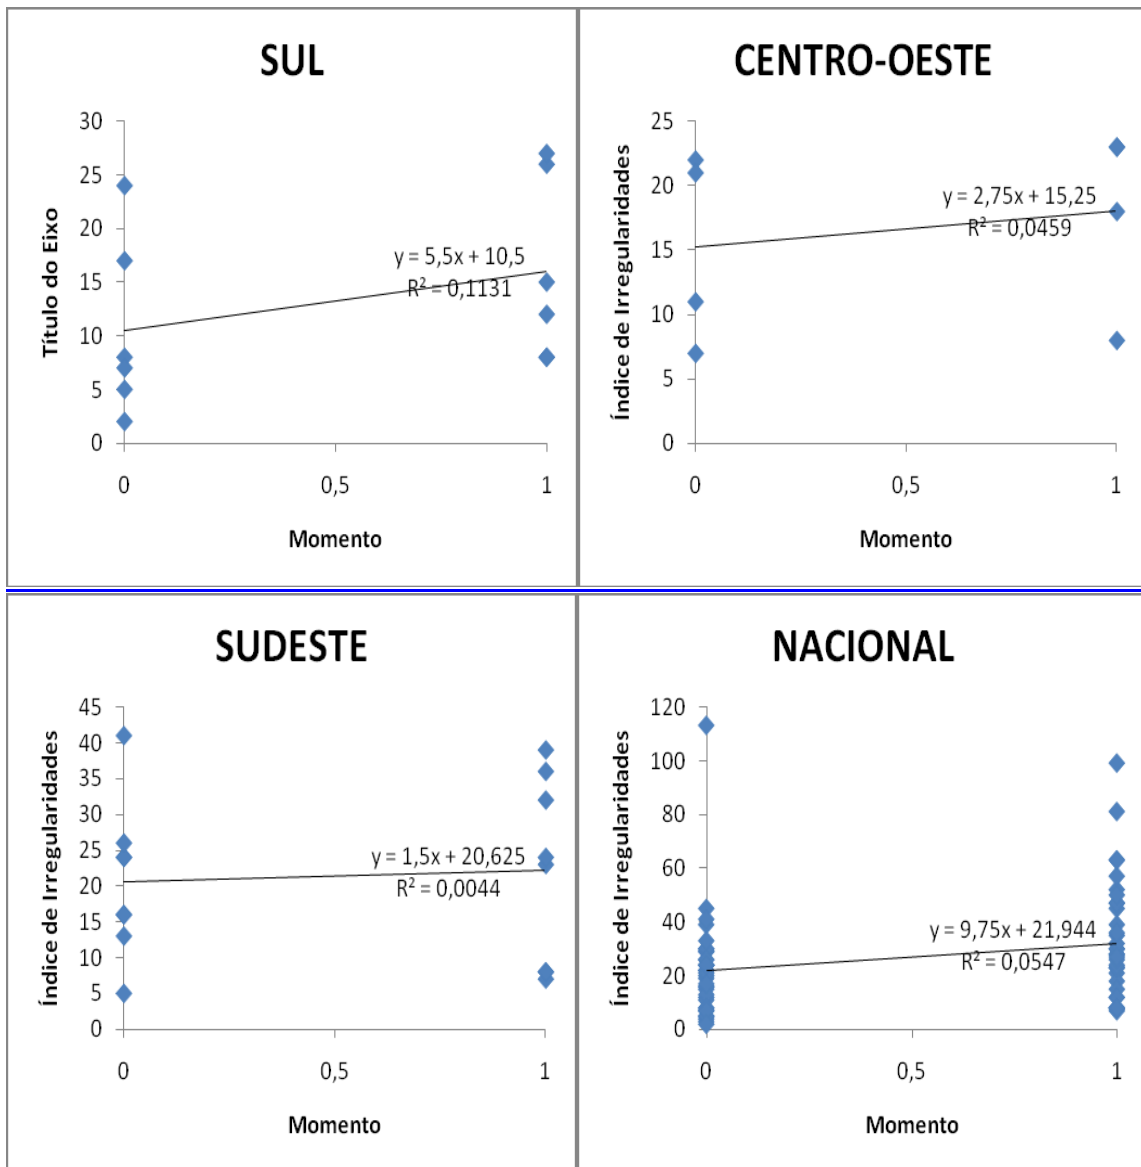 SUL
Título do Eixo
30
25
20
15
10
5
0
y = 5,5x + 10,5
R² = 0,1131
0 0,5 1
Momento
CENTRO-OESTE
Índice de Irregularidades
25
20
15
10
5
0
y = 2,75x + 15,25
R² = 0,0459
0 0,5 1
Momento
SUDESTE
Índice de Irregularidades
45
40
35
30
25
20
15
10
5
0
y = 1,5x + 20,625
R² = 0,0044
0 0,5 1
Momento
NACIONAL
Índice de Irregularidades
120
100
80
60
40
20
0
y = 9,75x + 21,944
R² = 0,0547
0 0,5 1
Momento